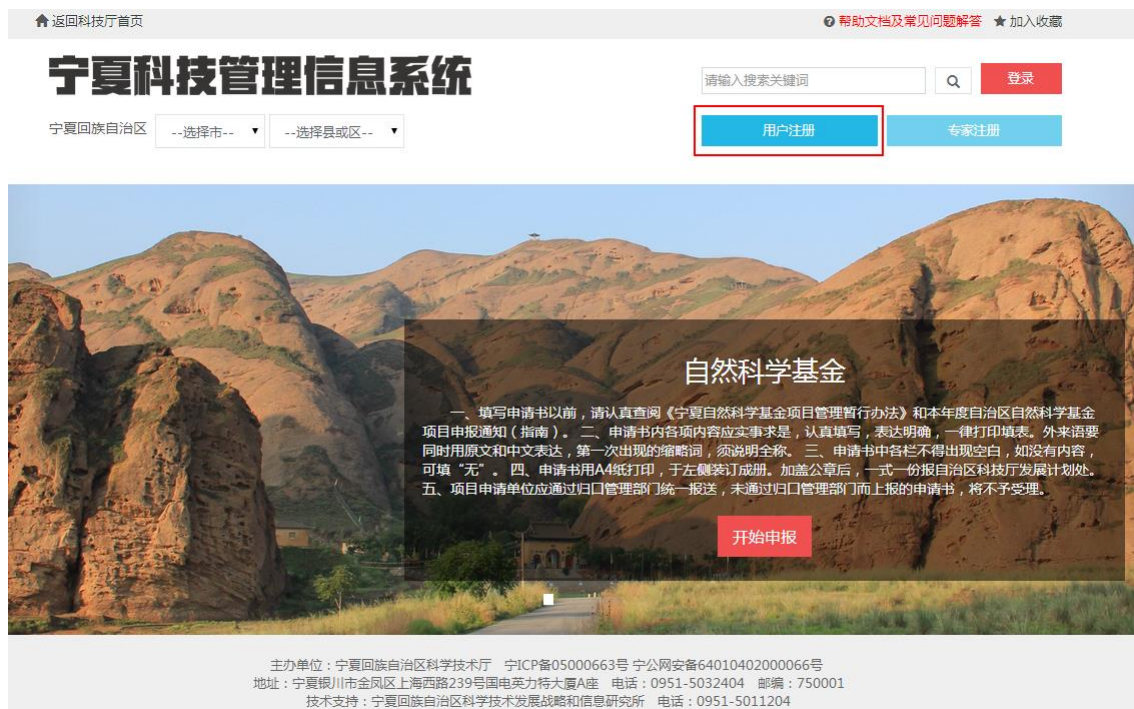 返回科技厅首页
帮助文档及常见问题解答 加入收藏
宁夏科技管理信息系统
请输入搜索关键词
登录
宁夏回族自治区 --选择市-- --选择县或区--
用户注册 专家注册
自然科学基金
一、填写申请书以前，请认真查阅《宁夏自然科学基金项目管理暂行办法》和本年度自治区自然科学基金
项目申报通知（指南）。 二、申请书内各项内容应实事求是，认真填写，表达明确，一律打印填表。外来语要
同时用原文和中文表达，第一次出现的缩略词，须说明全称。 三、申请书中各栏不得出现空白，如没有内容，
可填“无”。 四、申请书用A4纸打印，于左侧装订成册。加盖公章后，一式一份报自治区科技厅发展计划处。
五、项目申请单位应通过归口管理部门统一报送，未通过归口管理部门而上报的申请书，将不予受理。
开始申报
主办单位：宁夏回族自治区科学技术厅 宁ICP备05000663号 宁公网安备64010402000066号
地址：宁夏银川市金凤区上海西路239号国电英力特大厦A座 电话：0951-5032404 邮编：750001
技术支持：宁夏回族自治区科学技术发展战略和信息研究所 电话：0951-5011204